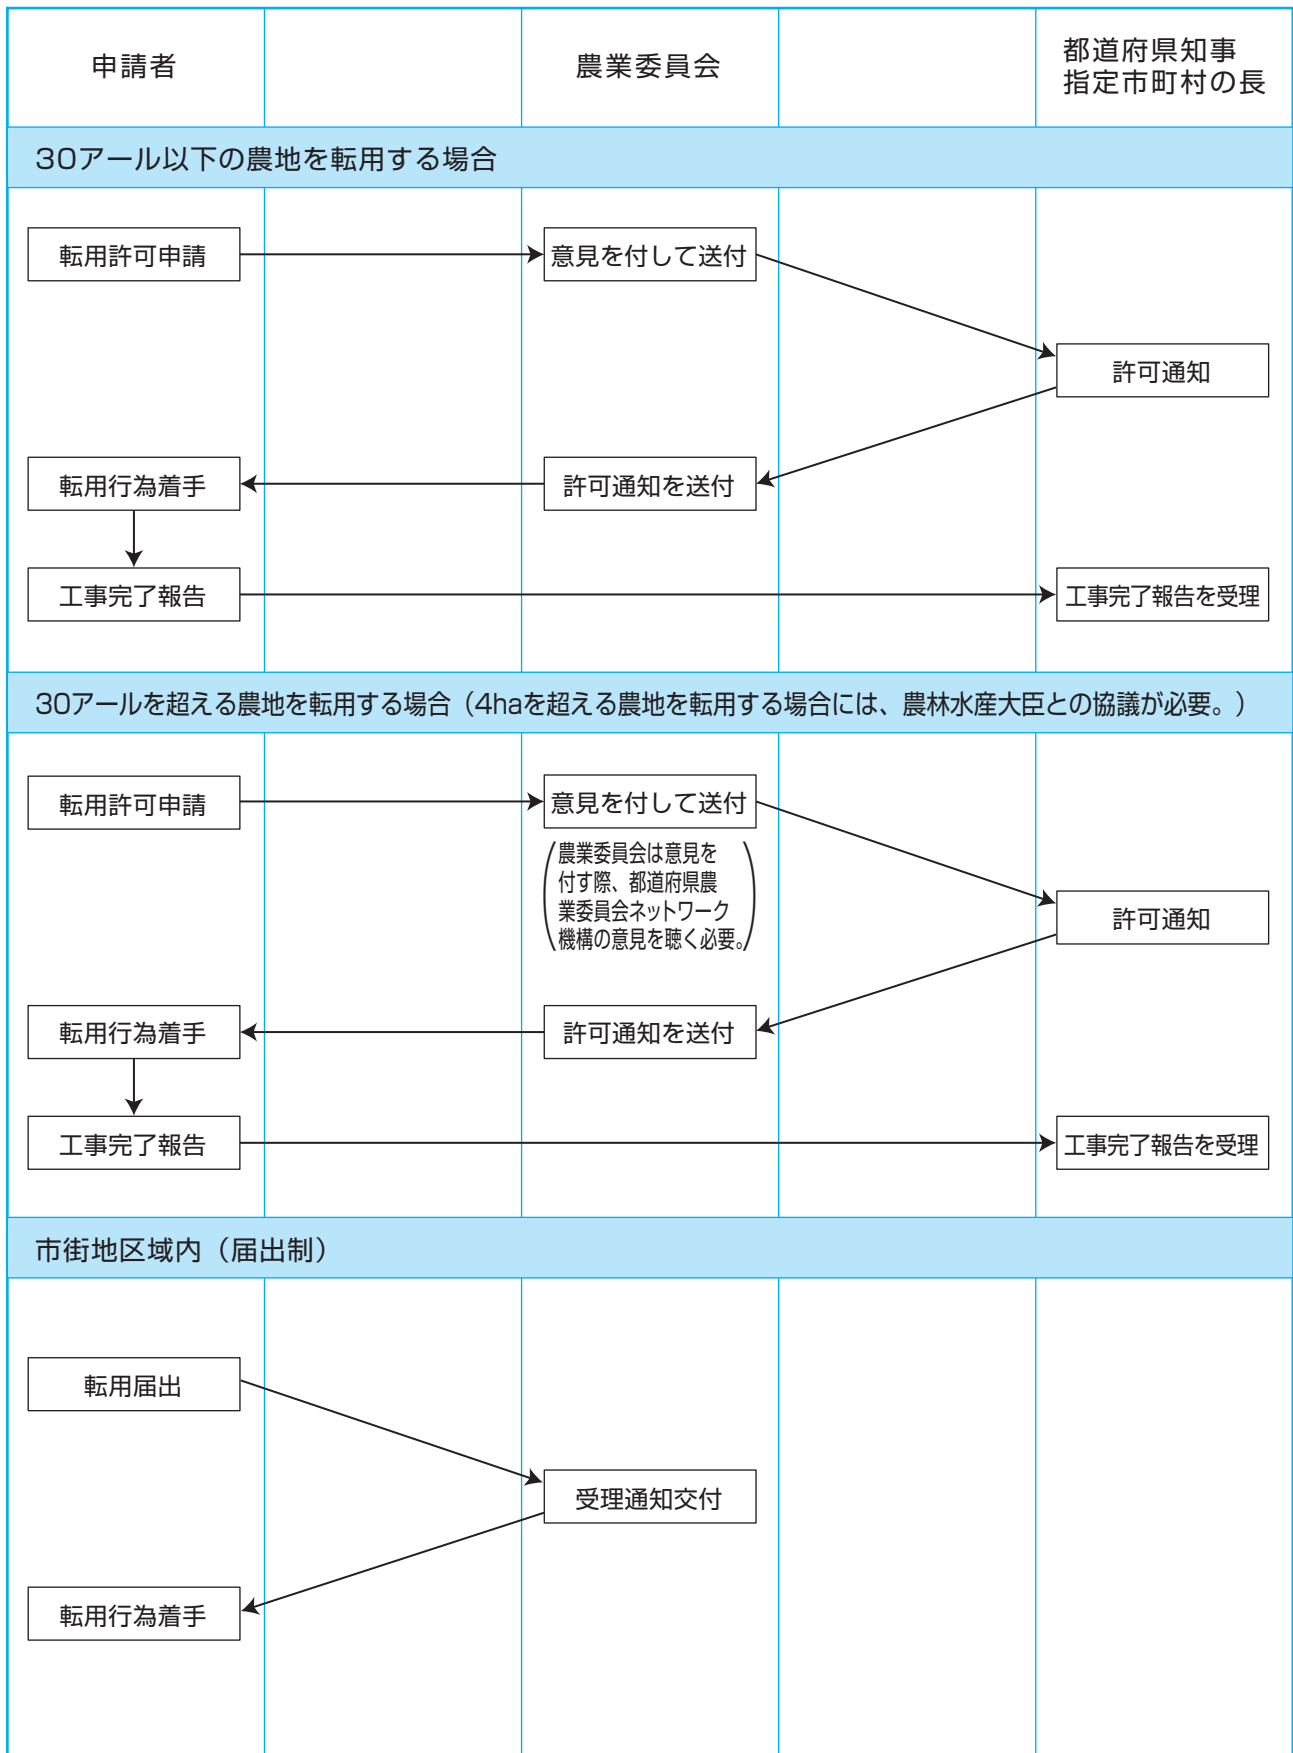 申請者
農業委員会
都道府県知事
指定市町村の長
30アール以下の農地を転用する場合
転用許可申請
意見を付して送付
許可通知
転用行為着手
許可通知を送付
工事完了報告
工事完了報告を受理
30アールを超える農地を転用する場合（4haを超える農地を転用する場合には、農林水産大臣との協議が必要。）
転用許可申請
意見を付して送付
農業委員会は意見を
付す際、都道府県農
業委員会ネットワーク
機構の意見を聴く必要。
許可通知
転用行為着手
許可通知を送付
工事完了報告
工事完了報告を受理
市街地区域内（届出制）
転用届出
受理通知交付
転用行為着手